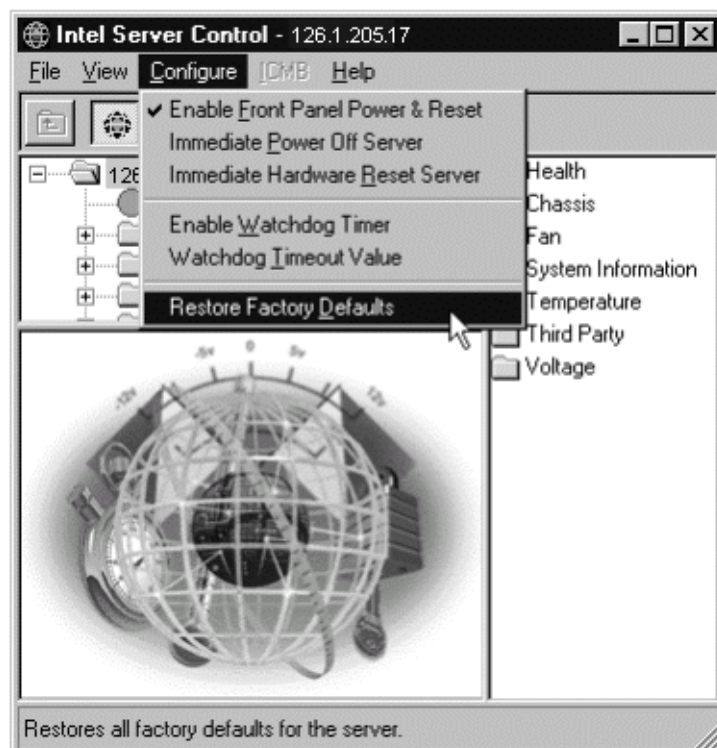 Intel Server Control - 126.1.205.17
File View Configure ICMB Help
Enable Front Panel Power & Reset
Immediate Power Off Server
Immediate Hardware Reset Server
Enable Watchdog Timer
Watchdog Timeout Value
Restore Factory Defaults
126
Health
Chassis
Fan
System Information
Temperature
Third Party
Voltage
-12v -5v 0 5v 12v
Restores all factory defaults for the server.